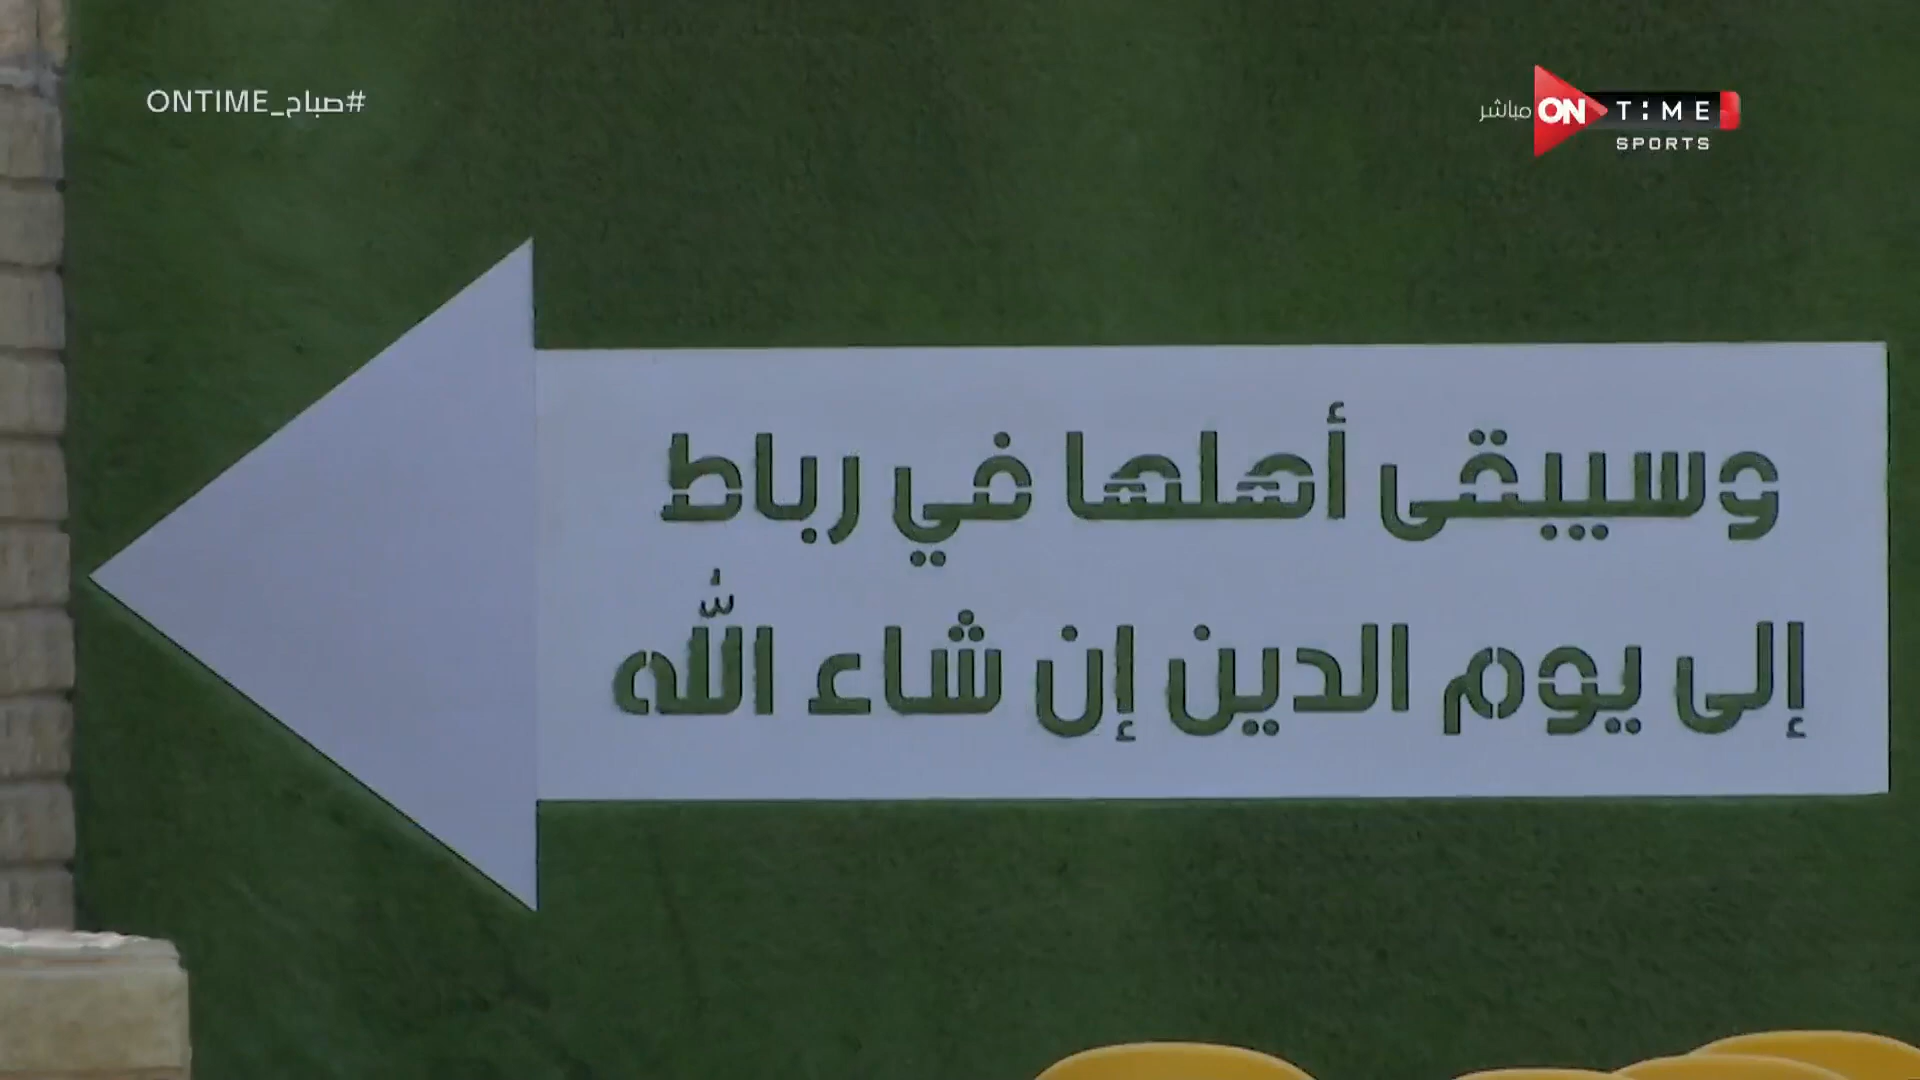 #صباح_ONTIME
مباشر ON TIME
SPORTS
وسيبقى أهلها في رباط
إلى يوم الدين إن شاء الله